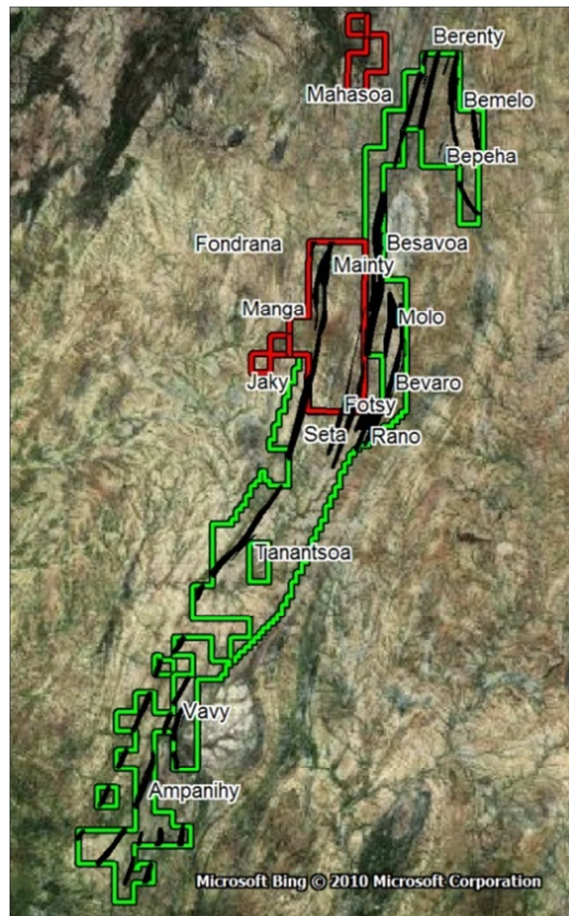 Berenty
Mahasoa
Bemelo
Bepeha
Fondrana
Besavoa
Mainty
Manga
Molo
Jaky
Bevaro
Fotsy
Seta
Rano
Tanantsoa
Vavy
Ampanihy
Microsoft Bing © 2010 Microsoft Corporation